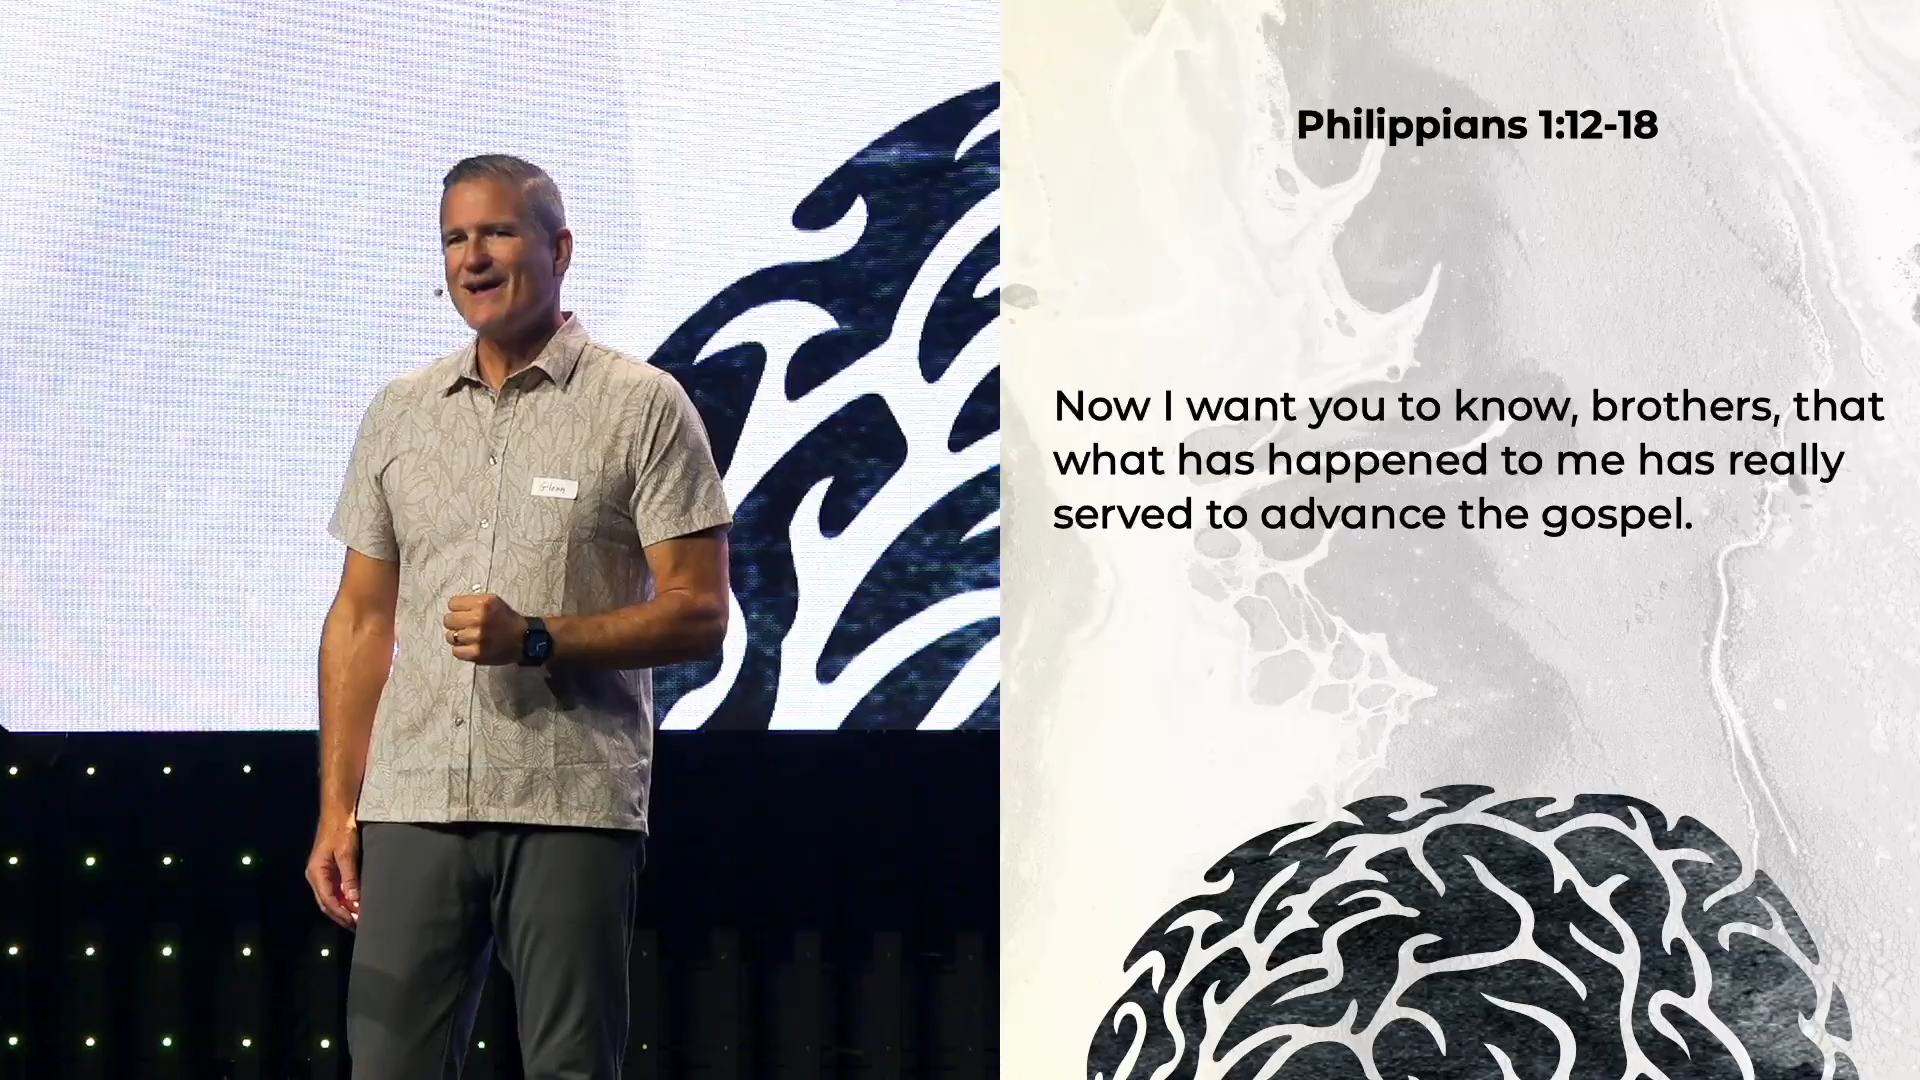 Glenn
Philippians 1:12-18
Now I want you to know, brothers, that
what has happened to me has really
served to advance the gospel.